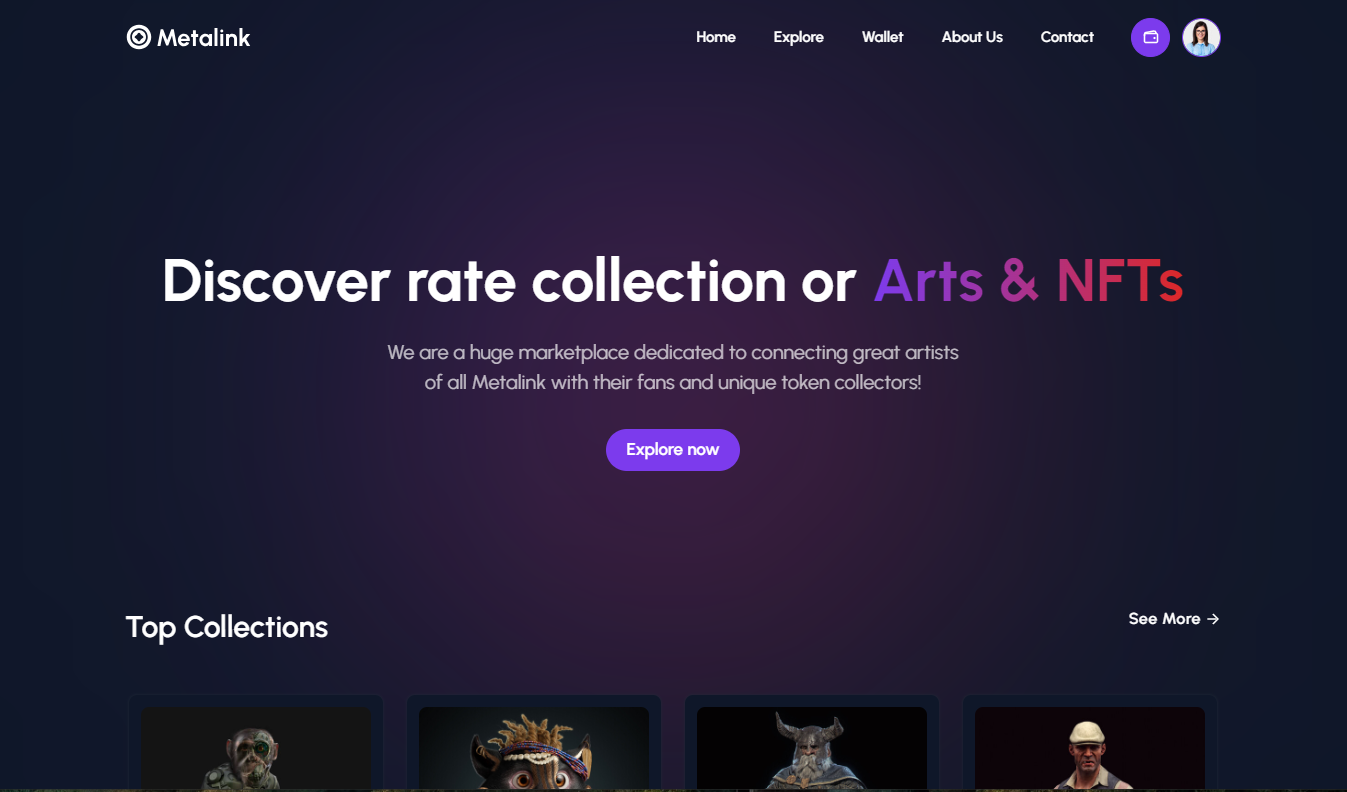 Metalink
Home Explore Wallet About Us Contact
Discover rate collection or Arts & NFTs
We are a huge marketplace dedicated to connecting great artists
of all Metalink with their fans and unique token collectors!
Explore now
Top Collections
See More →